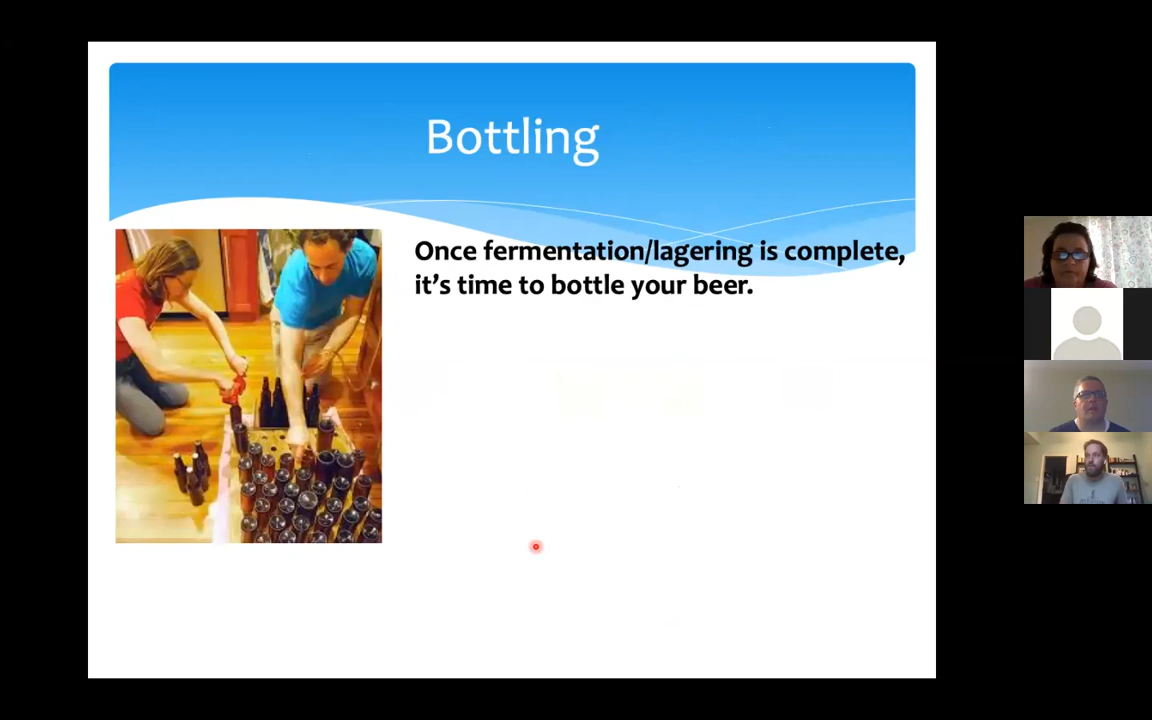 Bottling
Once fermentation/lagering is complete,
it's time to bottle your beer.